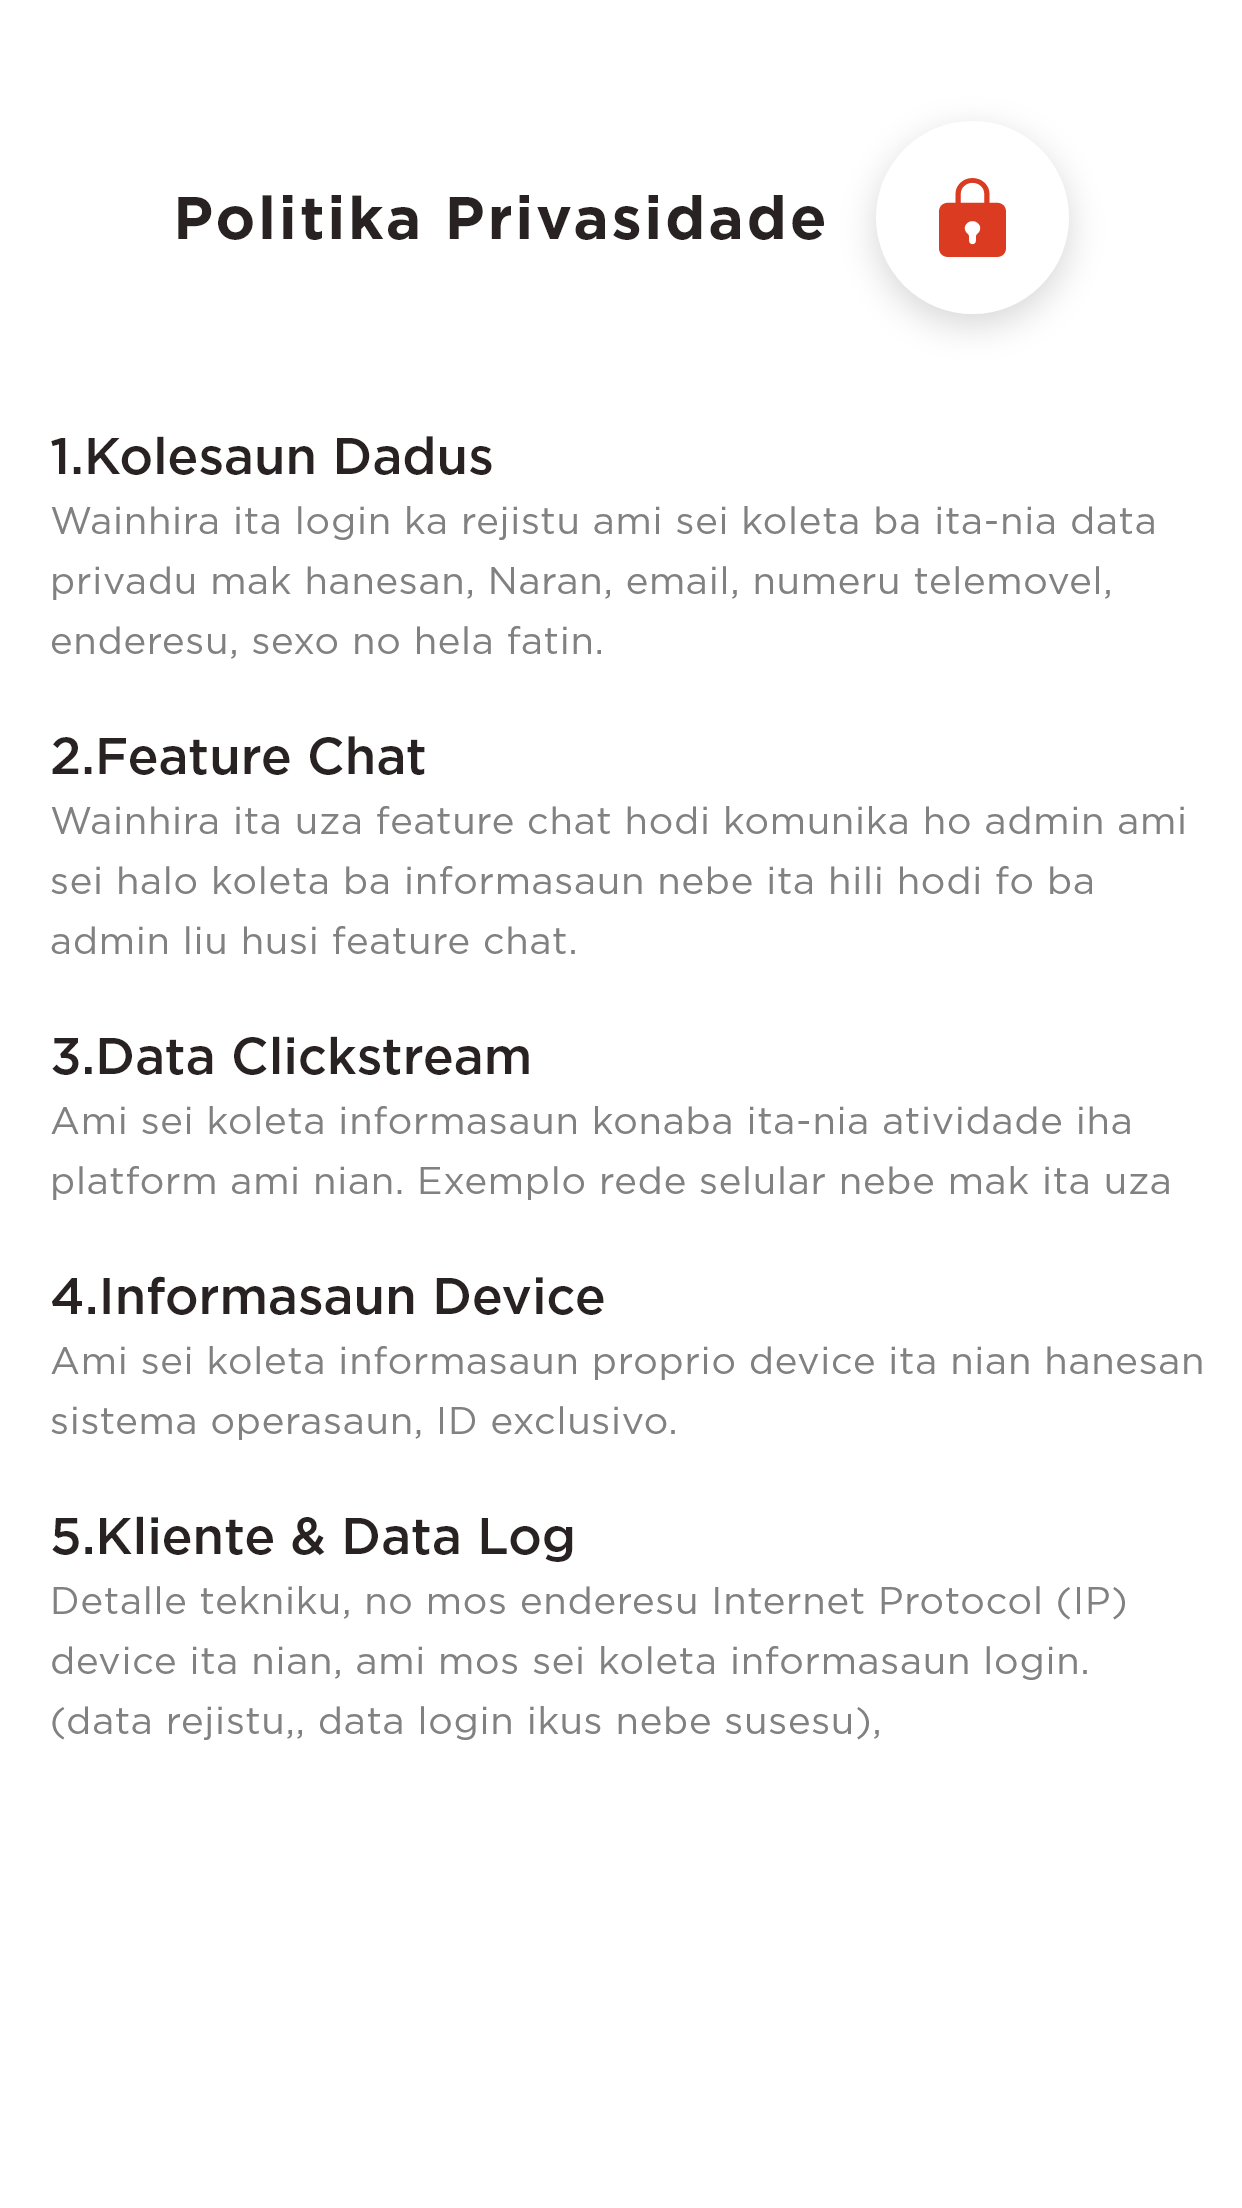 Politika Privasidade
1.Kolesaun Dadus
Wainhira ita login ka rejistu ami sei koleta ba ita-nia data
privadu mak hanesan, Naran, email, numeru telemovel,
enderesu, sexo no hela fatin.
2.Feature Chat
Wainhira ita uza feature chat hodi komunika ho admin ami
sei halo koleta ba informasaun nebe ita hili hodi fo ba
admin liu husi feature chat.
3.Data Clickstream
Ami sei koleta informasaun konaba ita-nia atividade iha
platform ami nian. Exemplo rede selular nebe mak ita uza
4.Informasaun Device
Ami sei koleta informasaun proprio device ita nian hanesan
sistema operasaun, ID exclusivo.
5.Kliente & Data Log
Detalle tekniku, no mos enderesu Internet Protocol (IP)
device ita nian, ami mos sei koleta informasaun login.
(data rejistu,, data login ikus nebe susesu),